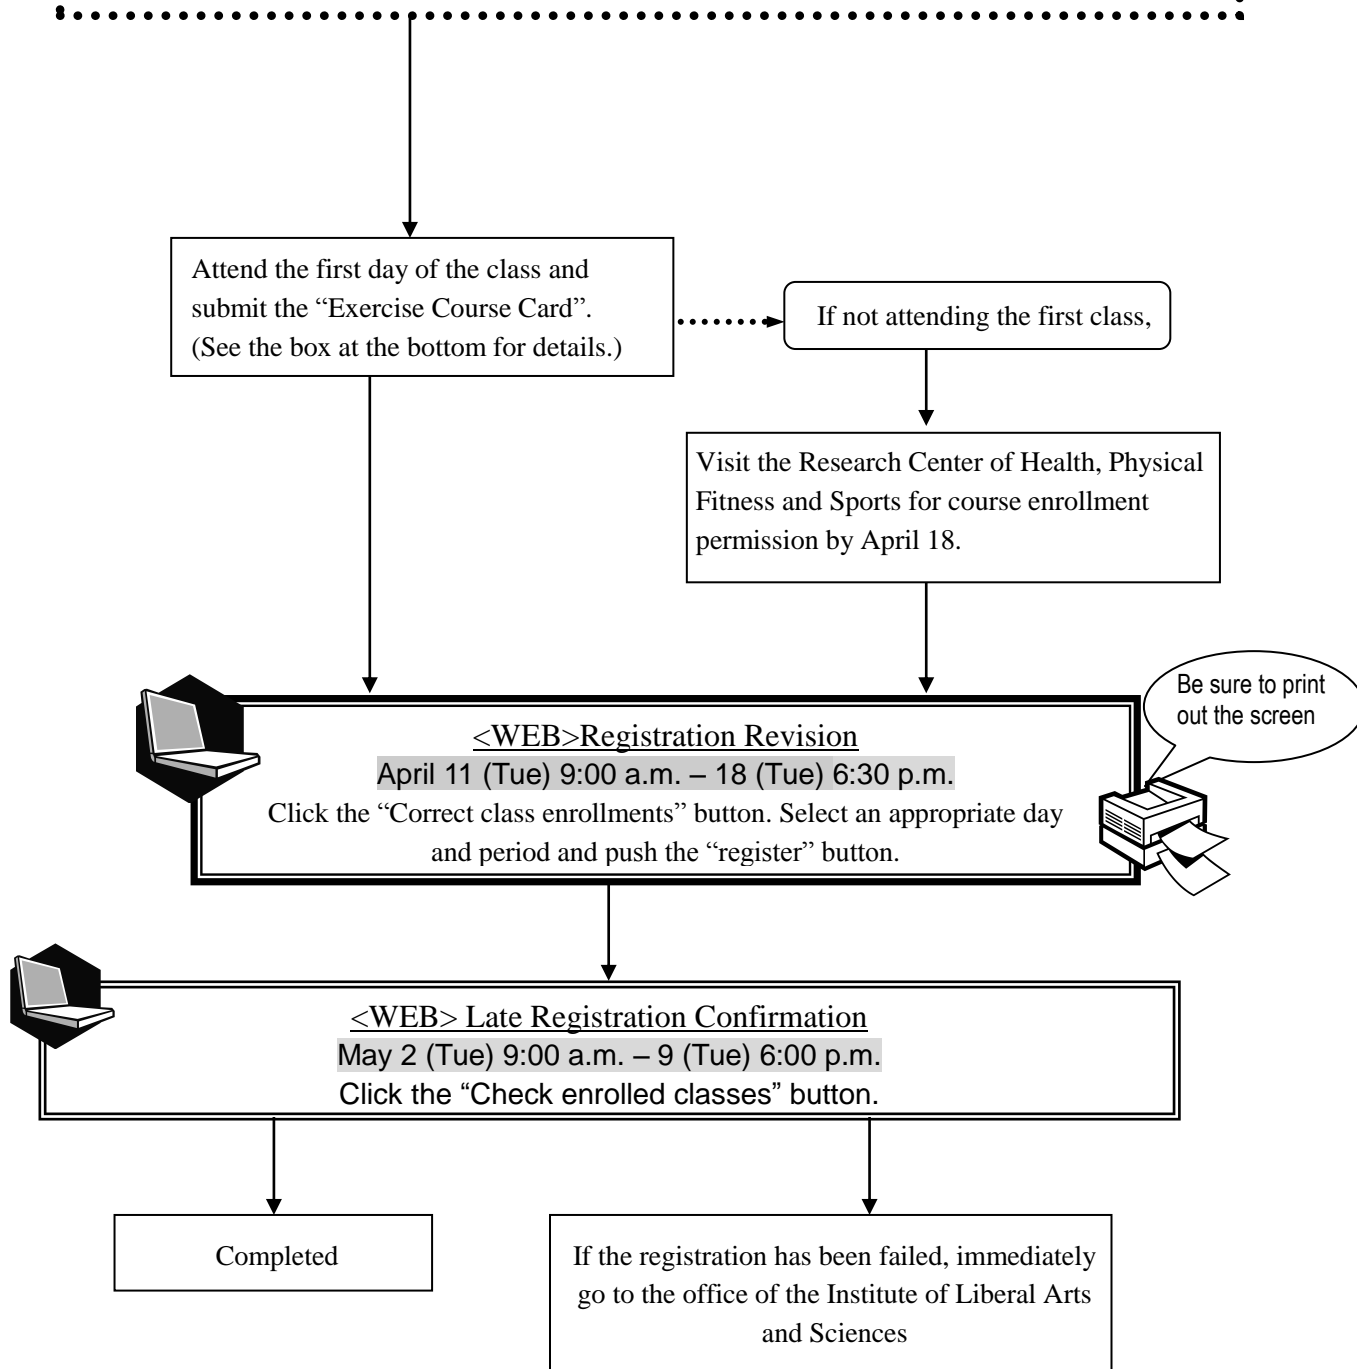 Attend the first day of the class and
submit the “Exercise Course Card”.
(See the box at the bottom for details.)
If not attending the first class,
Visit the Research Center of Health, Physical
Fitness and Sports for course enrollment
permission by April 18.
Be sure to print
out the screen
<WEB>Registration Revision
April 11 (Tue) 9:00 a.m. – 18 (Tue) 6:30 p.m.
Click the “Correct class enrollments” button. Select an appropriate day
and period and push the “register” button.
<WEB> Late Registration Confirmation
May 2 (Tue) 9:00 a.m. – 9 (Tue) 6:00 p.m.
Click the “Check enrolled classes” button.
Completed
If the registration has been failed, immediately
go to the office of the Institute of Liberal Arts
and Sciences